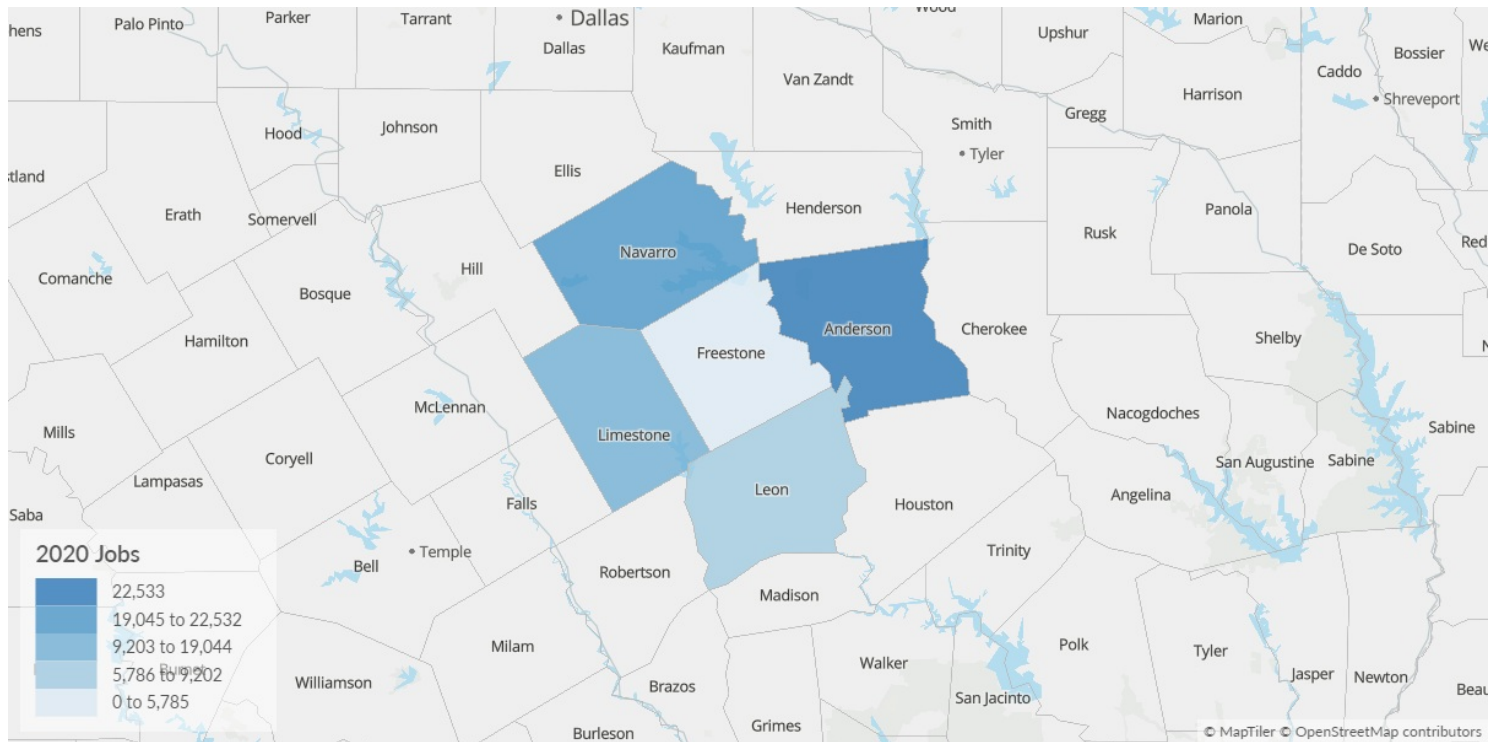 Palo Pinto
Parker
Tarrant
Dallas
Dallas
Kaufman
Wood
Van Zandt
Upshur
Marion
Harrison
Caddo
Bossier
Shreveport
Hood
Johnson
Ellis
Smith
Tyler
Gregg
Erath
Somervell
Navarro
Henderson
Rusk
Panola
De Soto
Comanche
Hill
Bosque
Hamilton
Freestone
Anderson
Cherokee
Shelby
McLennan
Limestone
Nacogdoches
Mills
Coryell
Lampasas
Leon
Houston
Angelina
San Augustine
Sabine
Sabine
Falls
Saba
Temple
Bell
Robertson
Madison
Trinity
2020 Jobs
22,533
19,045 to 22,532
9,203 to 19,044
5,786 to 9,202
0 to 5,785
Burnet
Williamson
Milam
Brazos
Burleson
Grimes
Walker
San Jacinto
Polk
Tyler
Jasper
Newton
© MapTiler © OpenStreetMap contributors